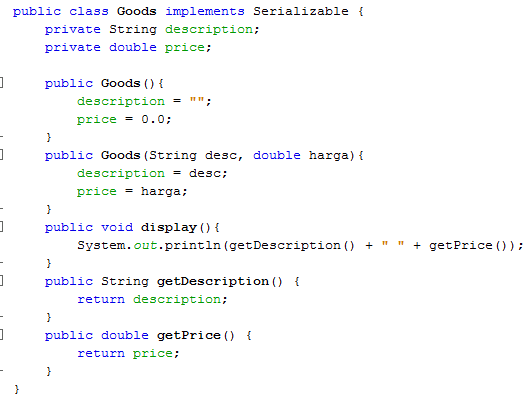 public class Goods implements Serializable {
    private String description;
    private double price;

    public Goods(){
        description = "";
        price = 0.0;
    }
    public Goods(String desc, double harga){
        description = desc;
        price = harga;
    }
    public void display(){
        System.out.println(getDescription() + " " + getPrice());
    }
    public String getDescription() {
        return description;
    }
    public double getPrice() {
        return price;
    }
}